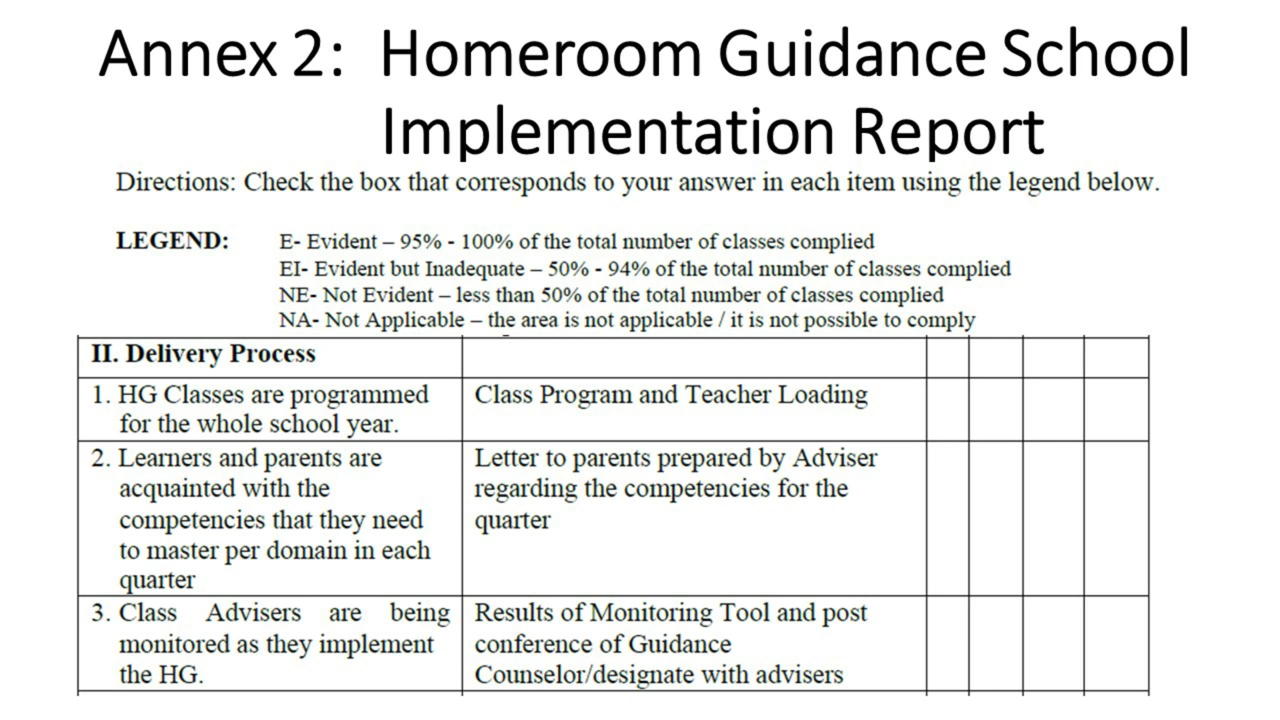 Annex 2: Homeroom Guidance School
Implementation Report
Directions: Check the box that corresponds to your answer in each item using the legend below.
LEGEND: E- Evident – 95% - 100% of the total number of classes complied
EI- Evident but Inadequate – 50% - 94% of the total number of classes complied
NE- Not Evident – less than 50% of the total number of classes complied
NA- Not Applicable – the area is not applicable / it is not possible to comply
II. Delivery Process
1. HG Classes are programmed
for the whole school year.
Class Program and Teacher Loading
2. Learners and parents are
acquainted with the
competencies that they need
to master per domain in each
quarter
Letter to parents prepared by Adviser
regarding the competencies for the
quarter
3. Class Advisers are being
monitored as they implement
the HG.
Results of Monitoring Tool and post
conference of Guidance
Counselor/designate with advisers